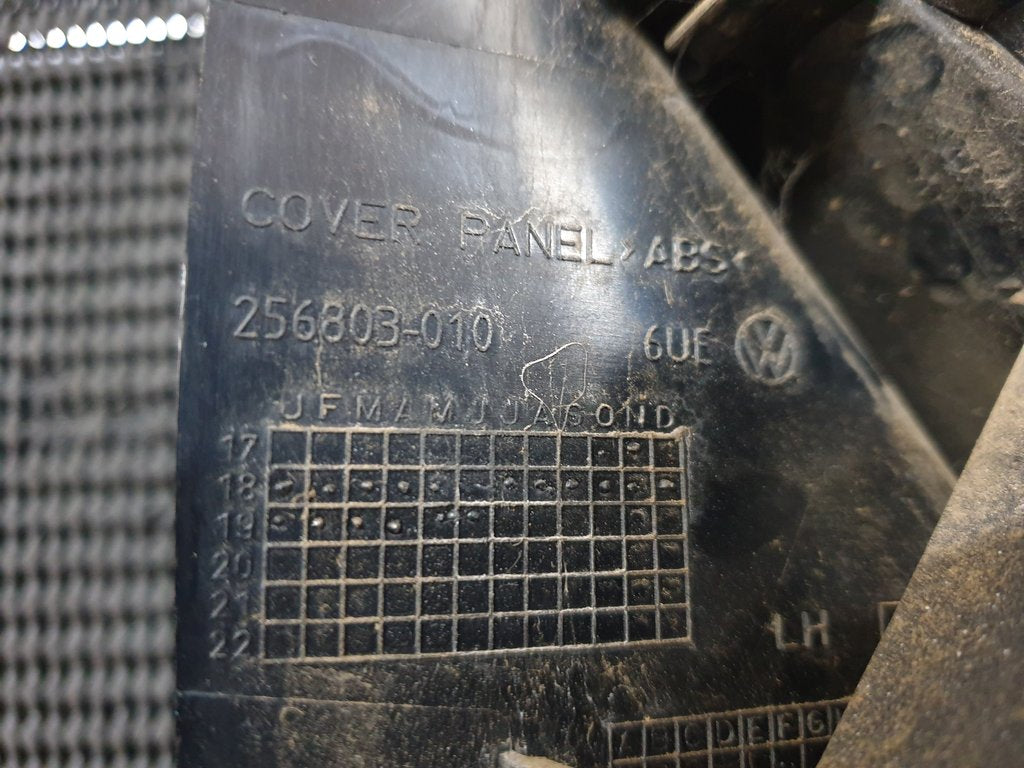 COVER PANEL >ABS<
256803-010 6UE
J F M A M J J A S O N D
17
18
19
20
21
22
LH
C D E F G